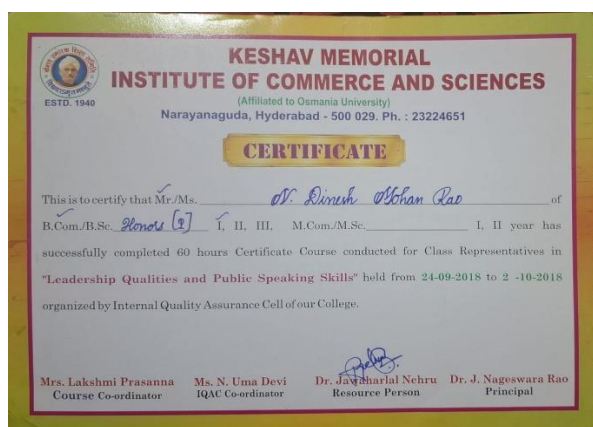 KESHAV MEMORIAL
INSTITUTE OF COMMERCE AND SCIENCES
ESTD. 1940
(Affiliated to Osmania University)
Narayanaguda, Hyderabad - 500 029. Ph. : 23224651
CERTIFICATE
This is to certify that Mr./Ms. N. Dinesh Mohan Rao of
B.Com./B.Sc. Honors [I] I, II, III, M.Com./M.Sc. I, II year has
successfully completed 60 hours Certificate Course conducted for Class Representatives in
"Leadership Qualities and Public Speaking Skills" held from 24-09-2018 to 2 -10-2018
organized by Internal Quality Assurance Cell of our College.
Mrs. Lakshmi Prasanna Ms. N. Uma Devi Dr. Jawaharlal Nehru Dr. J. Nageswara Rao
Course Co-ordinator IQAC Co-ordinator Resource Person Principal